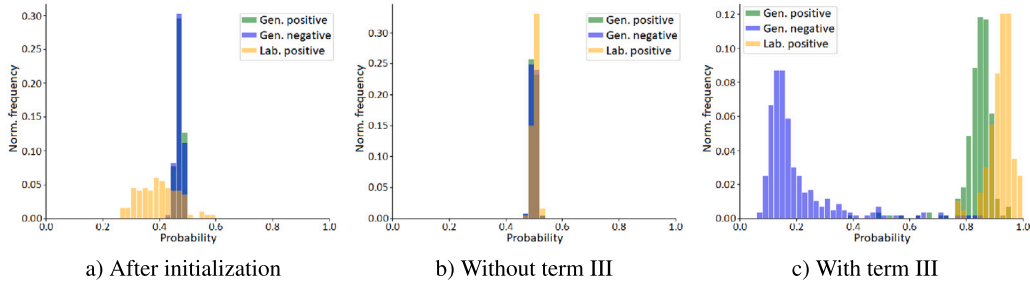 Gen. positive
Gen. negative
Lab. positive
0.30
0.25
0.20
0.15
0.10
0.05
0.00
Norm. frequency
0.0 0.2 0.4 0.6 0.8 1.0
Probability
a) After initialization
Gen. positive
Gen. negative
Lab. positive
0.30
0.25
0.20
0.15
0.10
0.05
0.00
Norm. frequency
0.0 0.2 0.4 0.6 0.8 1.0
Probability
b) Without term III
Gen. positive
Gen. negative
Lab. positive
0.12
0.10
0.08
0.06
0.04
0.02
0.00
Norm. frequency
0.0 0.2 0.4 0.6 0.8 1.0
Probability
c) With term III